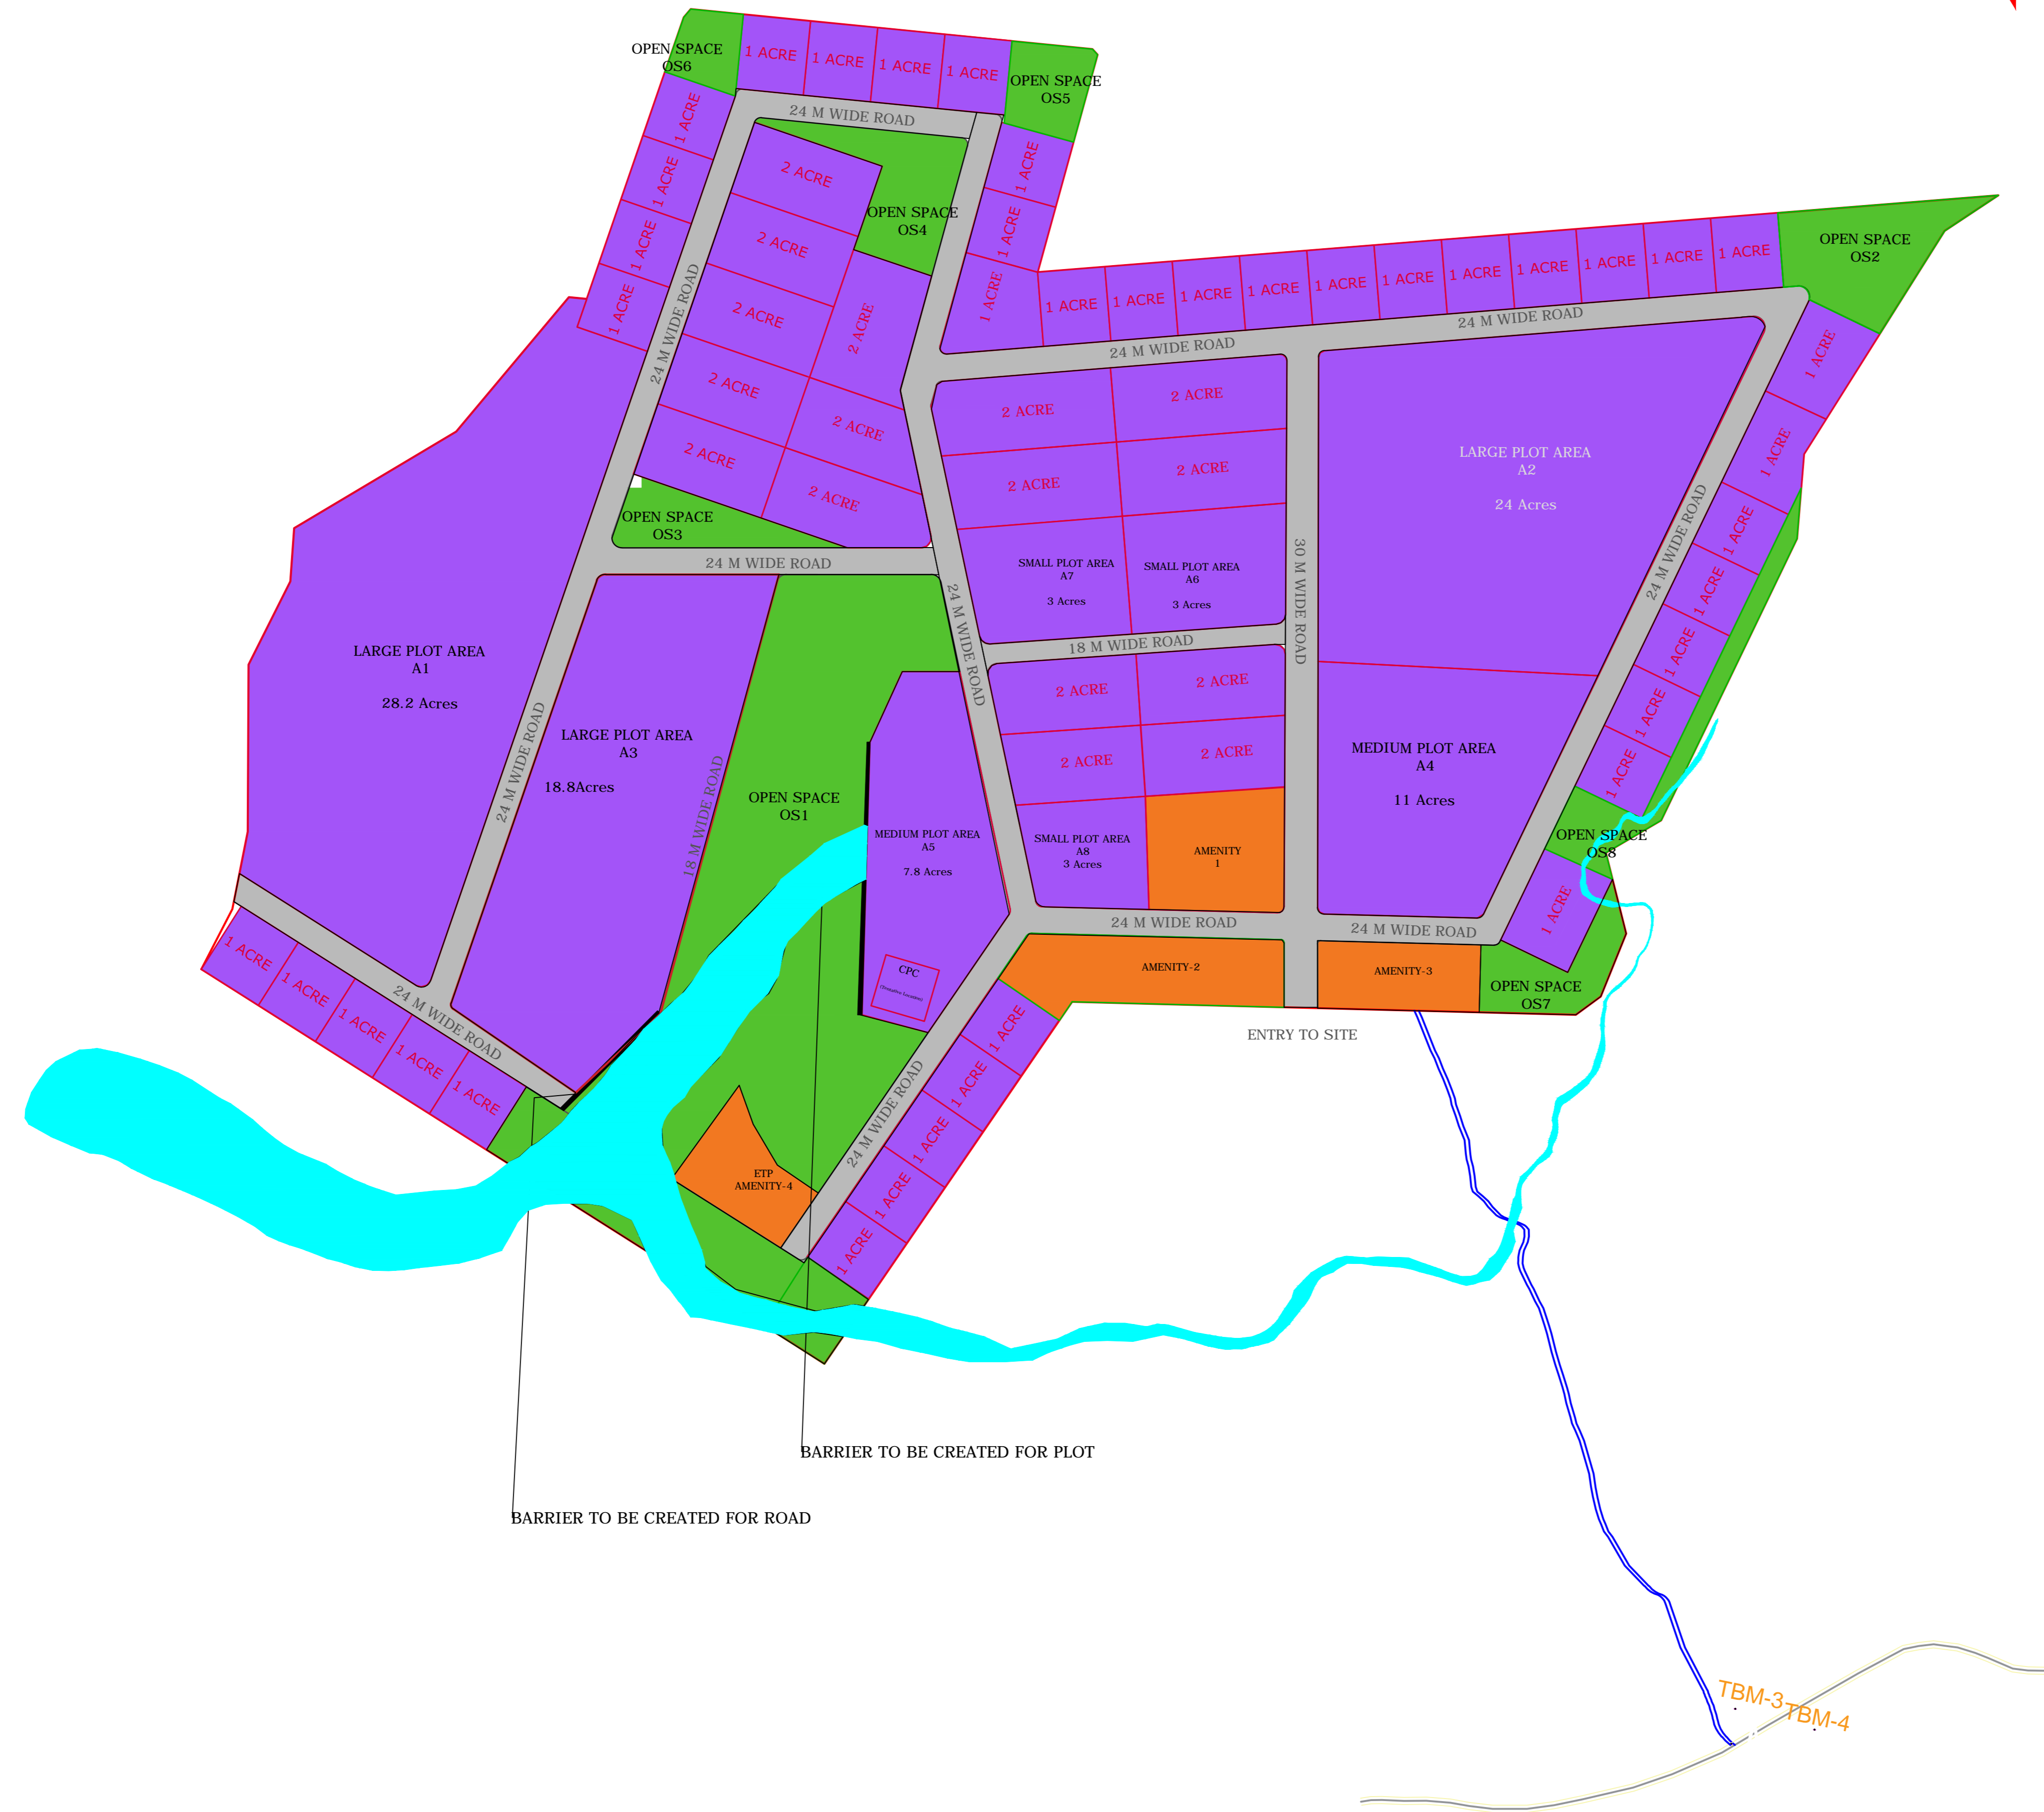 OPEN SPACE
OS6
1 ACRE
1 ACRE
1 ACRE
1 ACRE
OPEN SPACE
OS5
24 M WIDE ROAD
1 ACRE
1 ACRE
1 ACRE
1 ACRE
24 M WIDE ROAD
2 ACRE
2 ACRE
2 ACRE
2 ACRE
2 ACRE
OPEN SPACE
OS4
2 ACRE
2 ACRE
2 ACRE
1 ACRE
1 ACRE
1 ACRE
1 ACRE
1 ACRE
1 ACRE
1 ACRE
1 ACRE
1 ACRE
1 ACRE
1 ACRE
1 ACRE
1 ACRE
1 ACRE
OPEN SPACE
OS2
24 M WIDE ROAD
24 M WIDE ROAD
2 ACRE
2 ACRE
2 ACRE
2 ACRE
LARGE PLOT AREA
A2
24 Acres
1 ACRE
1 ACRE
1 ACRE
1 ACRE
1 ACRE
1 ACRE
1 ACRE
24 M WIDE ROAD
OPEN SPACE
OS3
24 M WIDE ROAD
SMALL PLOT AREA
A7
3 Acres
SMALL PLOT AREA
A6
3 Acres
30 M WIDE ROAD
24 M WIDE ROAD
18 M WIDE ROAD
LARGE PLOT AREA
A1
28.2 Acres
24 M WIDE ROAD
LARGE PLOT AREA
A3
18.8Acres
18 M WIDE ROAD
OPEN SPACE
OS1
MEDIUM PLOT AREA
A5
7.8 Acres
2 ACRE
2 ACRE
2 ACRE
2 ACRE
SMALL PLOT AREA
A8
3 Acres
AMENITY
1
MEDIUM PLOT AREA
A4
11 Acres
OPEN SPACE
OS8
1 ACRE
24 M WIDE ROAD
24 M WIDE ROAD
CPC
(Tentative Location)
AMENITY-2
AMENITY-3
OPEN SPACE
OS7
ENTRY TO SITE
1 ACRE
1 ACRE
1 ACRE
1 ACRE
1 ACRE
24 M WIDE ROAD
1 ACRE
1 ACRE
1 ACRE
1 ACRE
1 ACRE
24 M WIDE ROAD
ETP
AMENITY-4
BARRIER TO BE CREATED FOR PLOT
BARRIER TO BE CREATED FOR ROAD
TBM-3
TBM-4